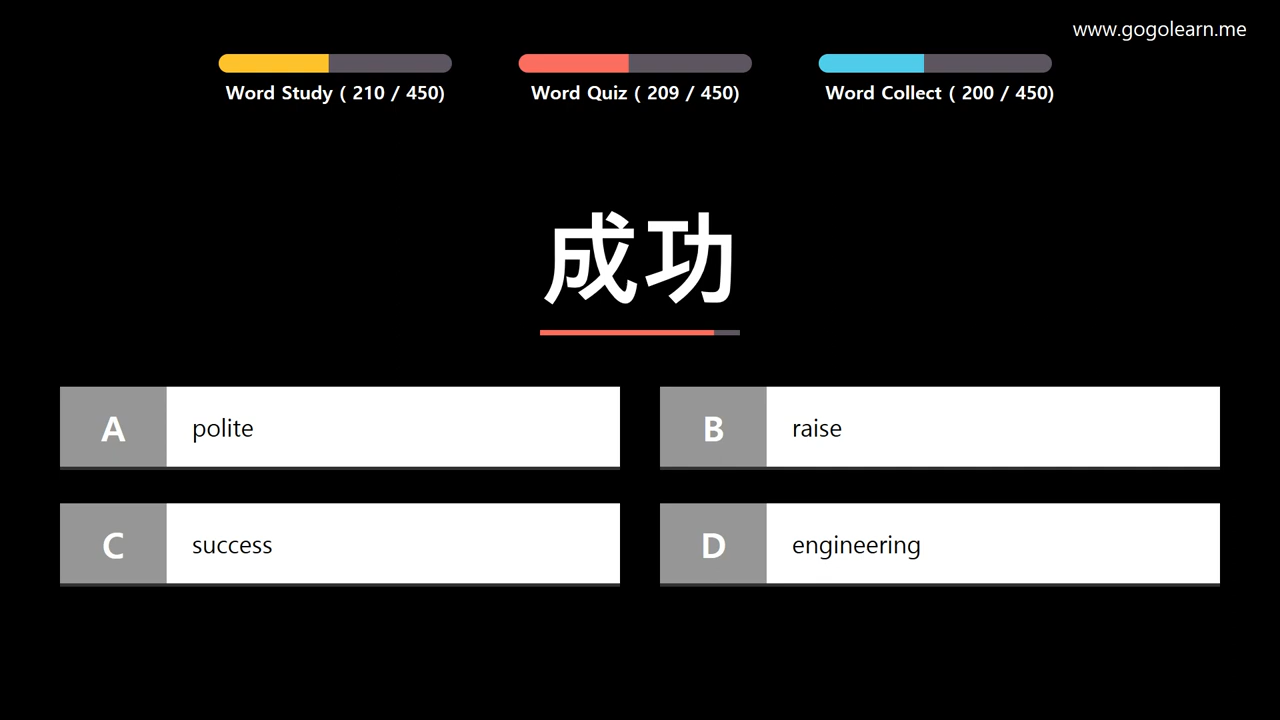 www.gogolearn.me
Word Study ( 210 / 450)
Word Quiz ( 209 / 450)
Word Collect ( 200 / 450)
成功
A polite
B raise
C success
D engineering